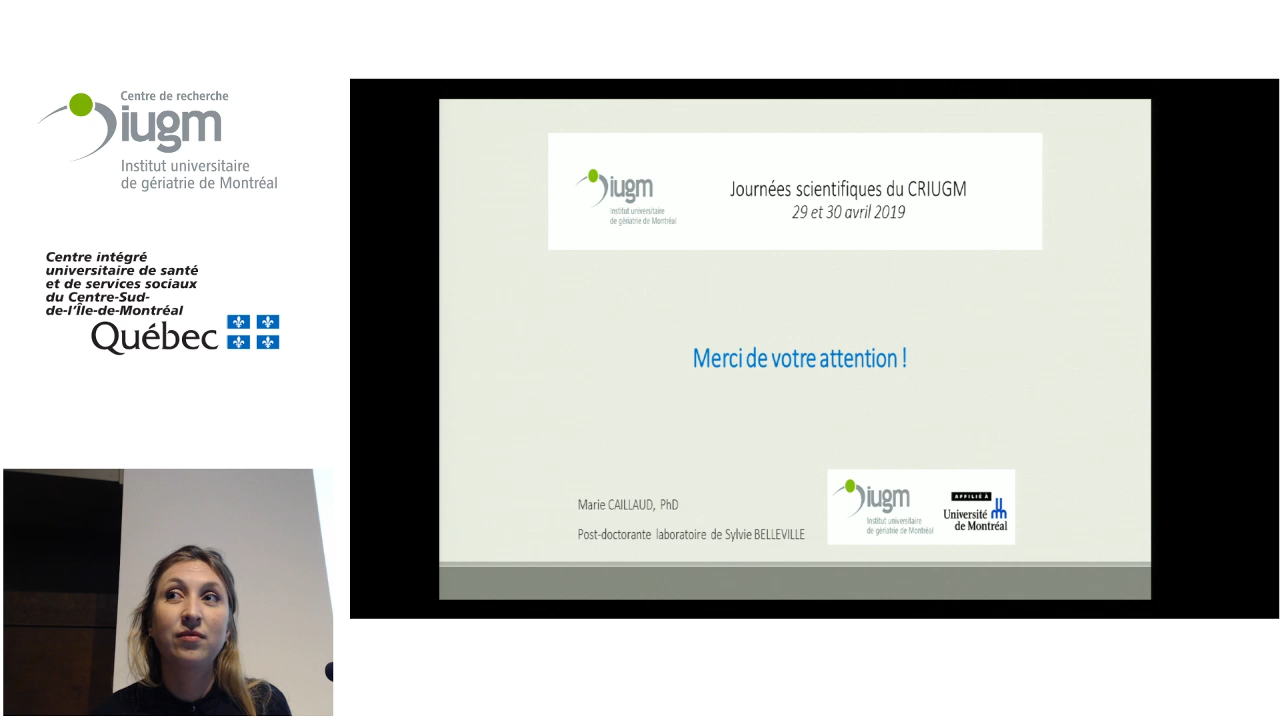 Centre de recherche
iugm
Institut universitaire
de gériatrie de Montréal
Centre intégré
universitaire de santé
et de services sociaux
du Centre-Sud-
de-l'Île-de-Montréal
Québec
iugm
Institut universitaire
de gériatrie de Montréal
Journées scientifiques du CRIUGM
29 et 30 avril 2019
Merci de votre attention !
Marie CAILLAUD, PhD
Post-doctorante laboratoire de Sylvie BELLEVILLE
iugm
Institut universitaire
de gériatrie de Montréal
AFFILIÉ À
Université
de Montréal